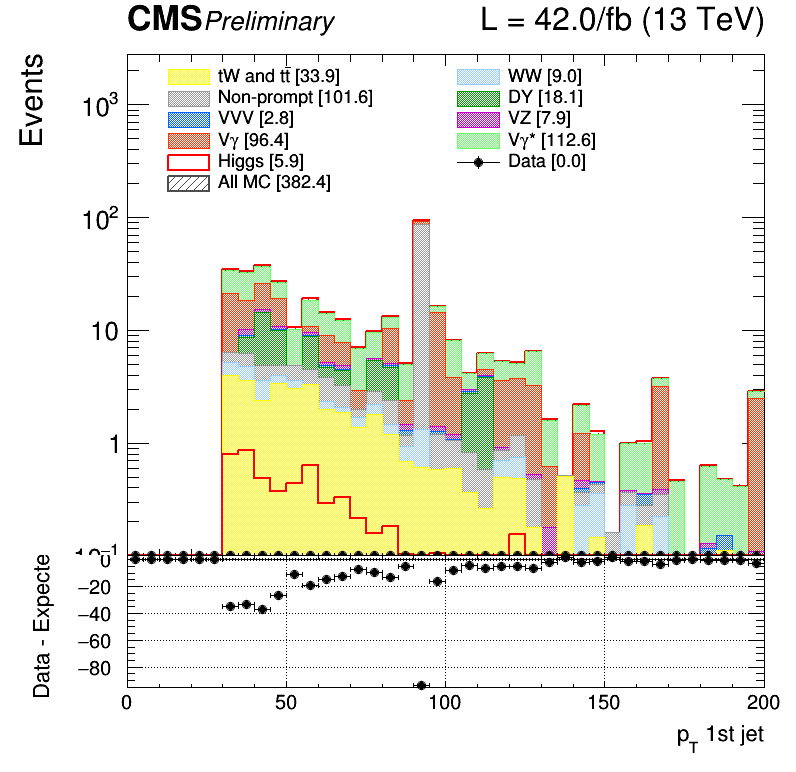 CMS Preliminary L = 42.0/fb (13 TeV)
Events
tW and tt̄ [33.9]
Non-prompt [101.6]
VVV [2.8]
Vγ [96.4]
Higgs [5.9]
All MC [382.4]
WW [9.0]
DY [18.1]
VZ [7.9]
Vγ* [112.6]
Data [0.0]
10³
10²
10
1
Data - Expecte
0
−20
−40
−60
−80
0 50 100 150 200
p_T 1st jet